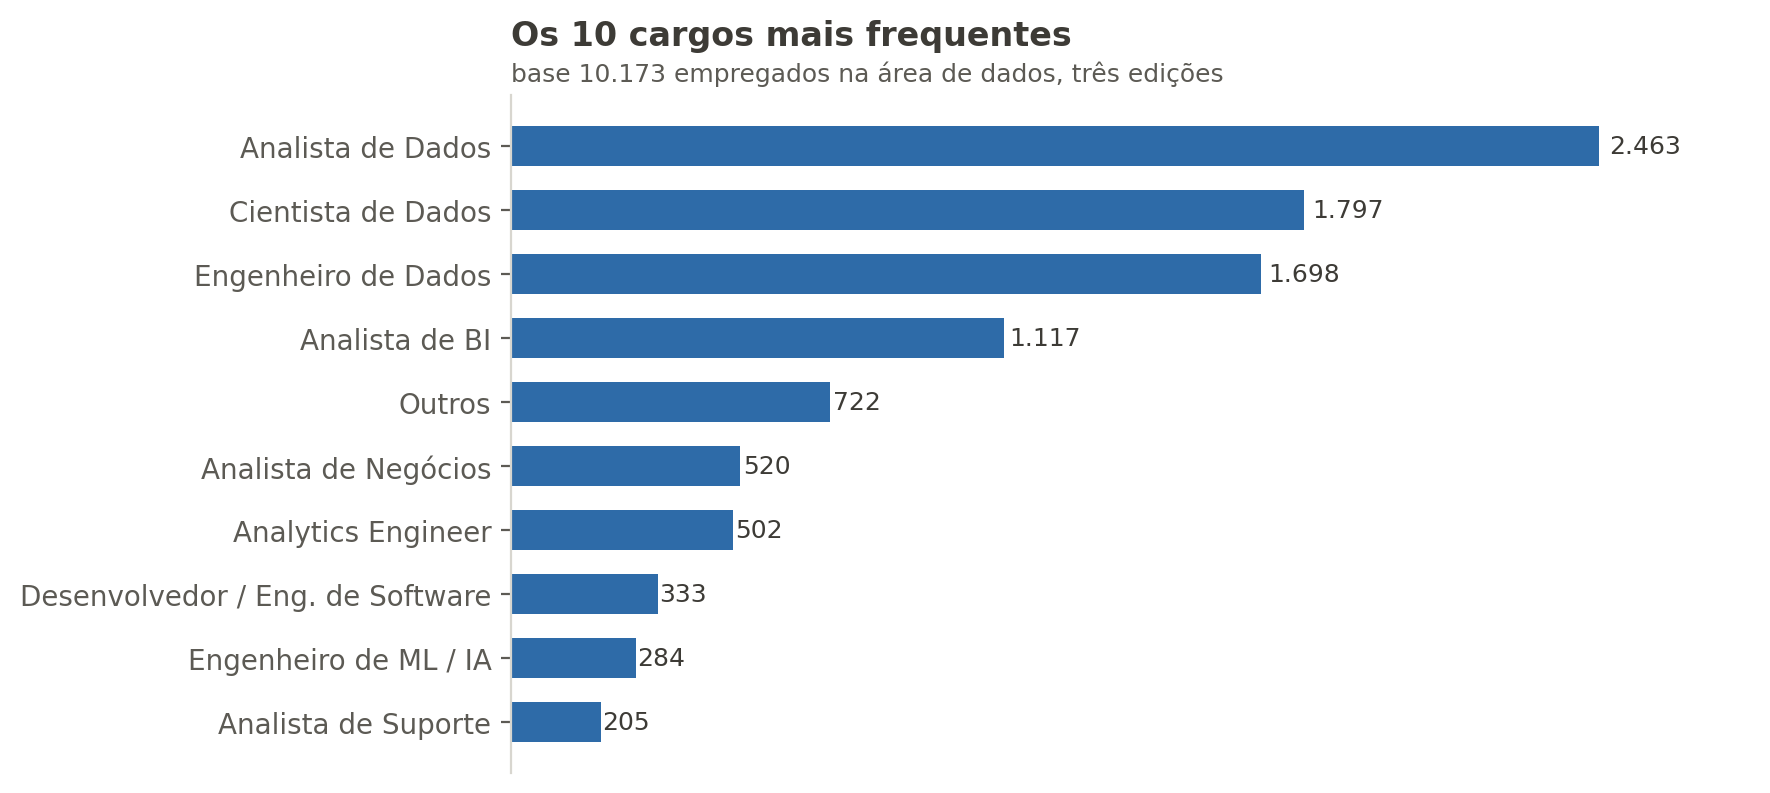 Os 10 cargos mais frequentes
base 10.173 empregados na área de dados, três edições
Analista de Dados 2.463
Cientista de Dados 1.797
Engenheiro de Dados 1.698
Analista de BI 1.117
Outros 722
Analista de Negócios 520
Analytics Engineer 502
Desenvolvedor / Eng. de Software 333
Engenheiro de ML / IA 284
Analista de Suporte 205